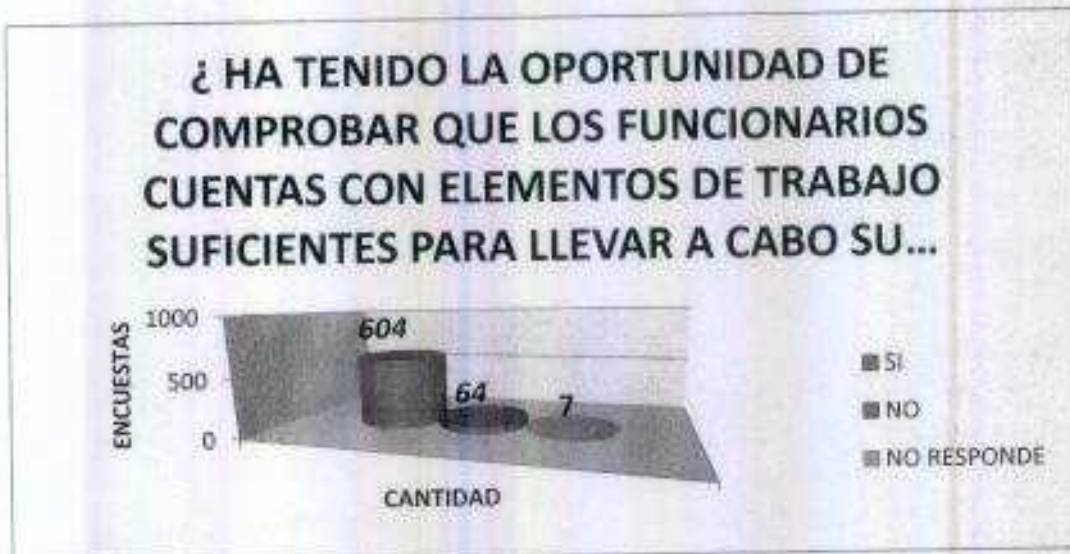 ¿ HA TENIDO LA OPORTUNIDAD DE
COMPROBAR QUE LOS FUNCIONARIOS
CUENTAS CON ELEMENTOS DE TRABAJO
SUFICIENTES PARA LLEVAR A CABO SU...
1000
500
0
ENCUESTAS
604
64
7
CANTIDAD
SI
NO
NO RESPONDE